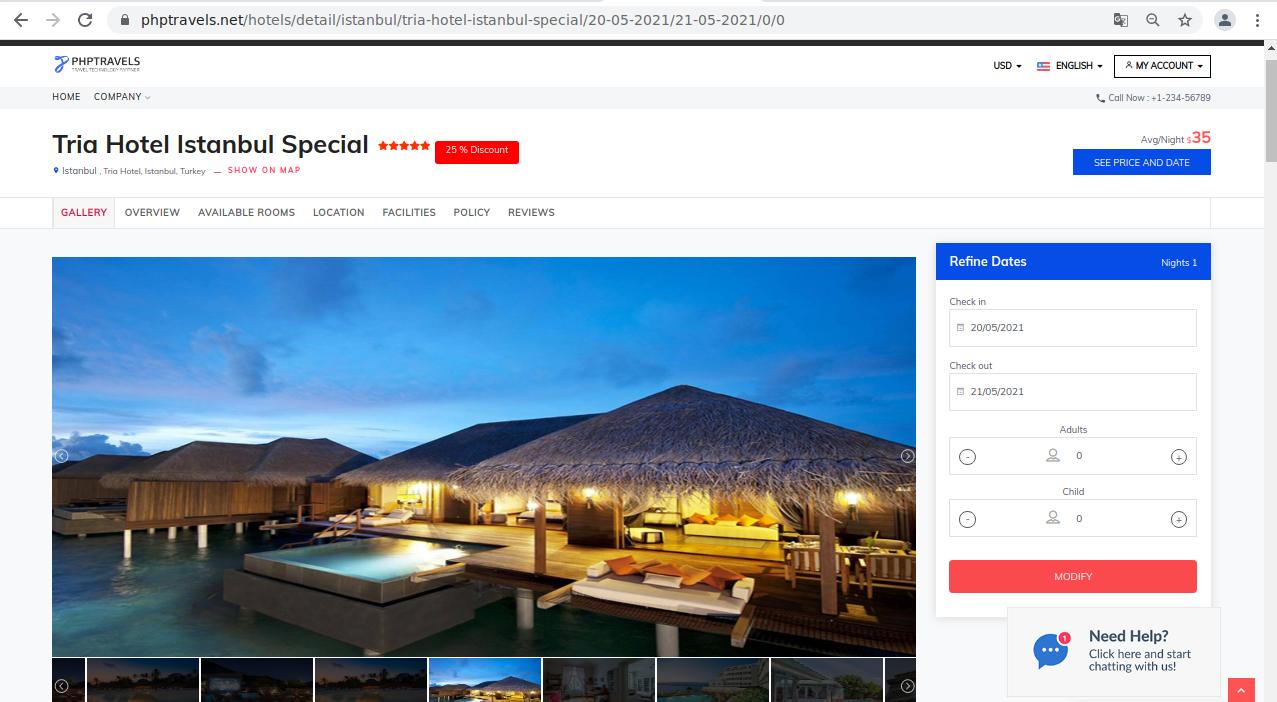 phptravels.net/hotels/detail/istanbul/tria-hotel-istanbul-special/20-05-2021/21-05-2021/0/0
PHPTRAVELS
TRAVEL TECHNOLOGY PARTNER
USD
ENGLISH
MY ACCOUNT
HOME
COMPANY
Call Now : +1-234-56789
Tria Hotel Istanbul Special
25 % Discount
Avg/Night $35
Istanbul , Tria Hotel, Istanbul, Turkey
SHOW ON MAP
SEE PRICE AND DATE
GALLERY
OVERVIEW
AVAILABLE ROOMS
LOCATION
FACILITIES
POLICY
REVIEWS
Refine Dates
Nights 1
Check in
20/05/2021
Check out
21/05/2021
Adults
- 0 +
Child
- 0 +
MODIFY
1
Need Help?
Click here and start
chatting with us!